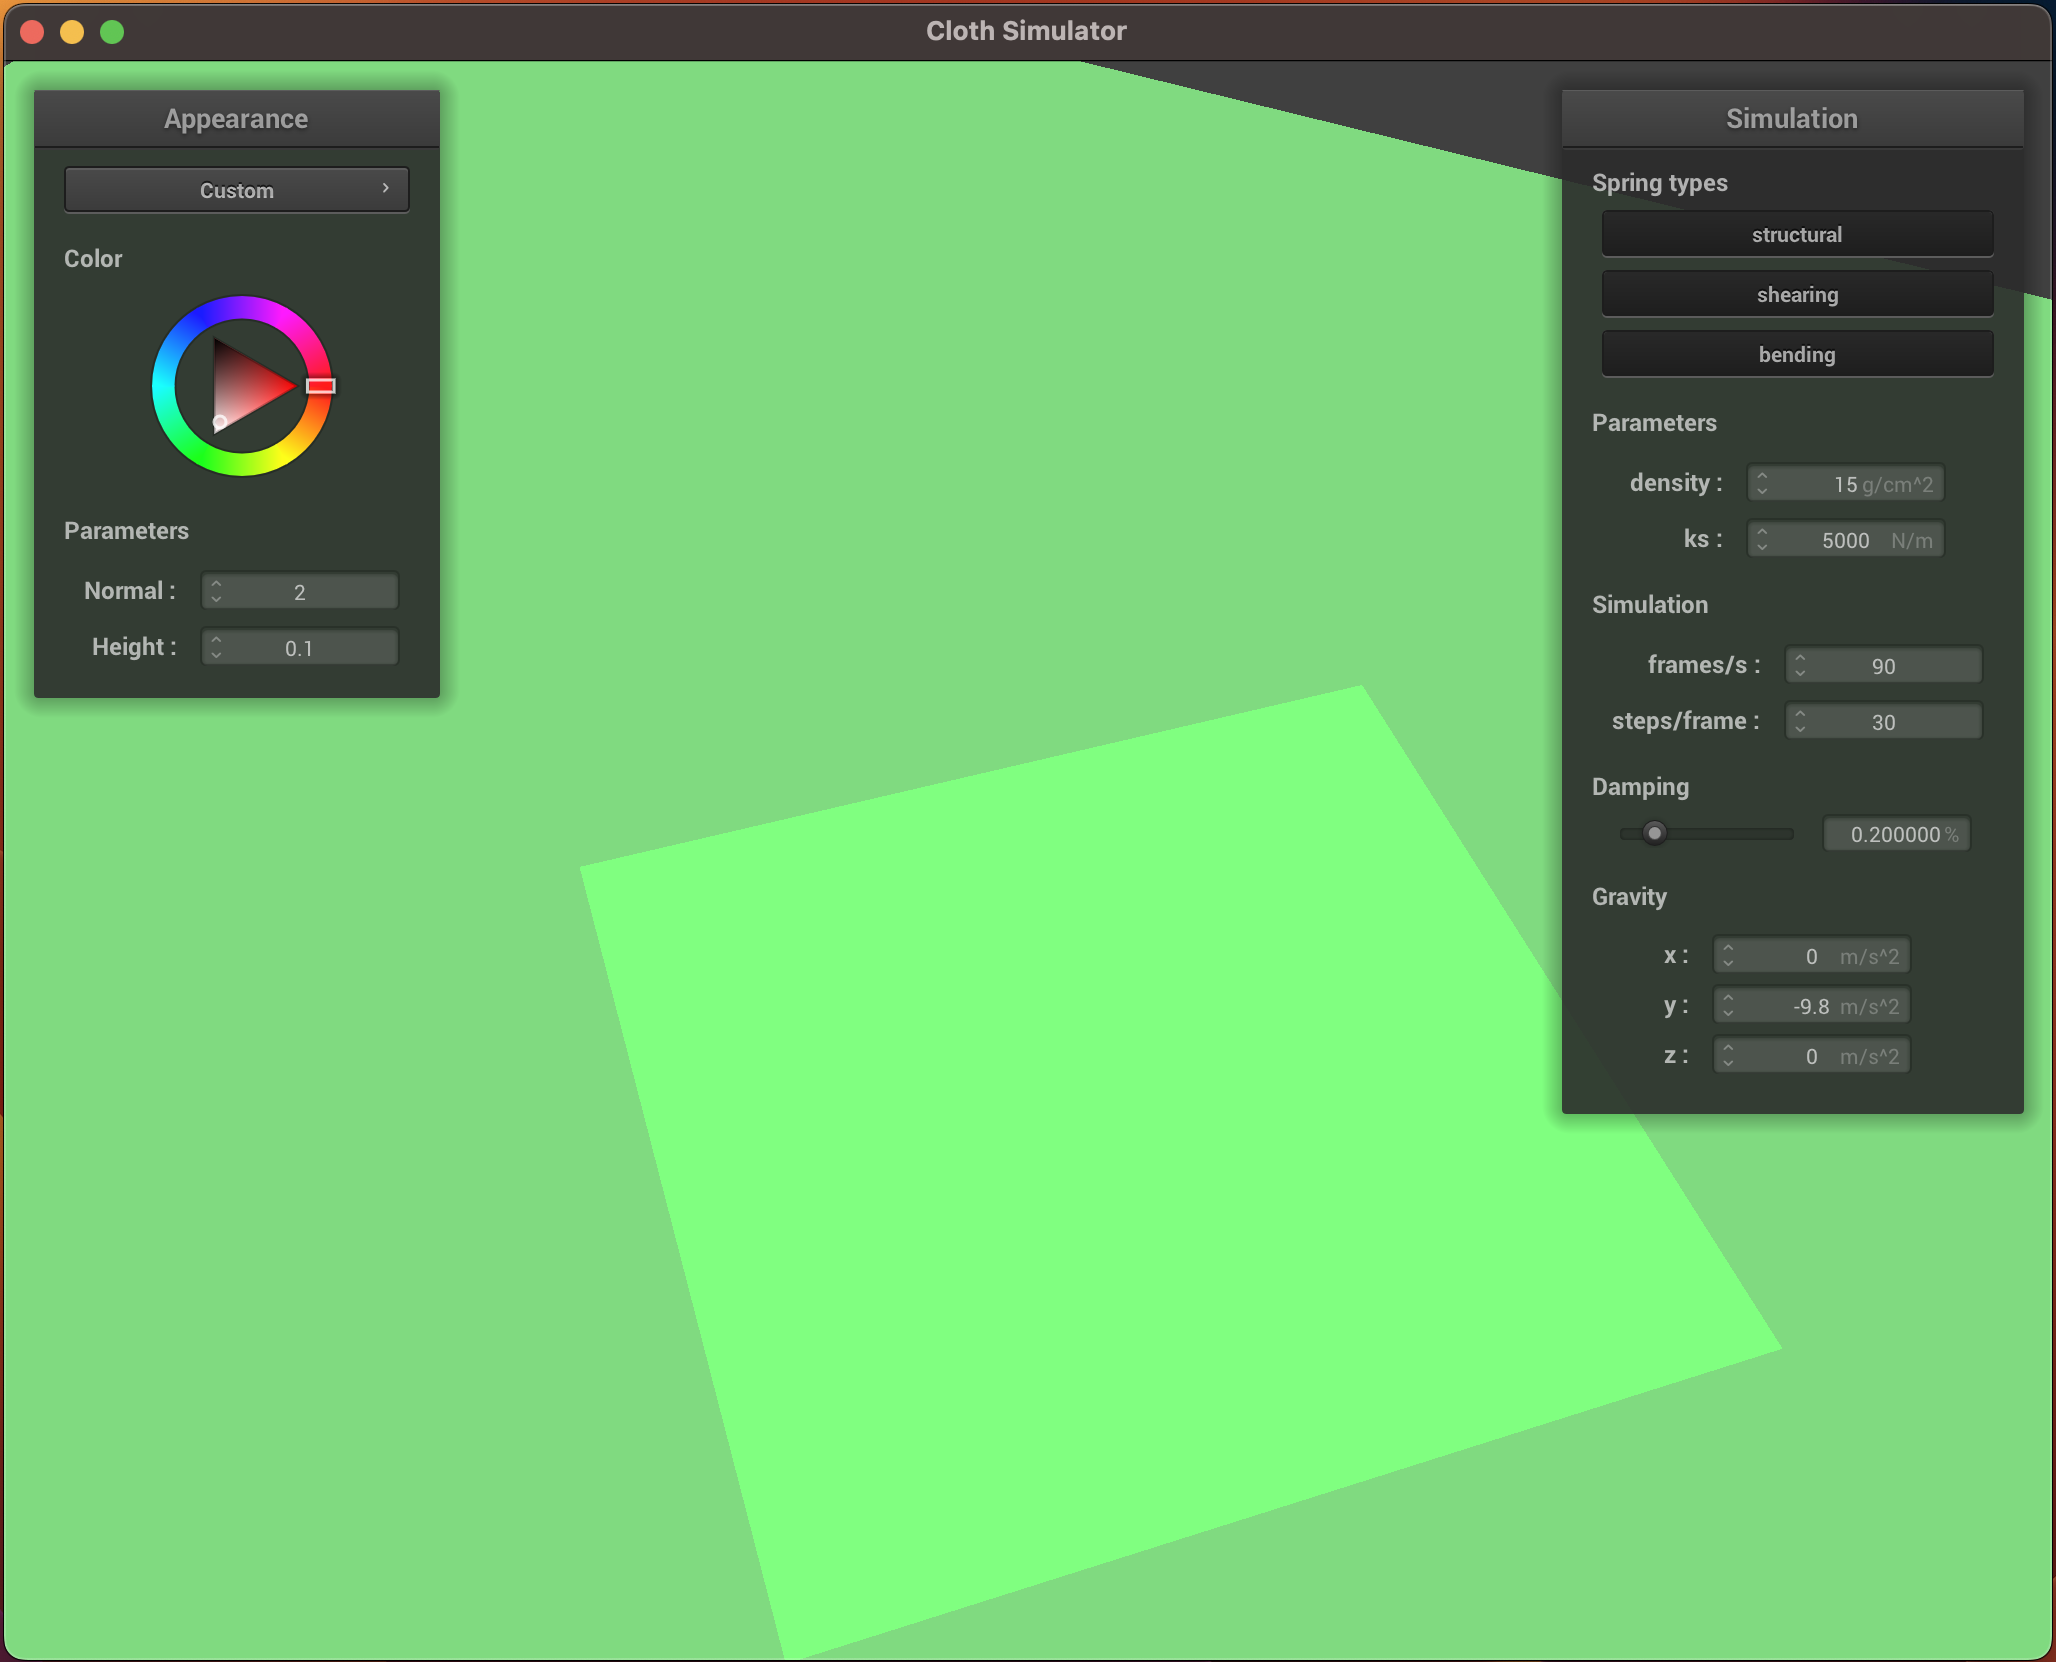 Cloth Simulator
Appearance
Custom
Color
Parameters
Normal : 2
Height : 0.1
Simulation
Spring types
structural
shearing
bending
Parameters
density : 15 g/cm^2
ks : 5000 N/m
Simulation
frames/s : 90
steps/frame : 30
Damping
0.200000 %
Gravity
x : 0 m/s^2
y : -9.8 m/s^2
z : 0 m/s^2